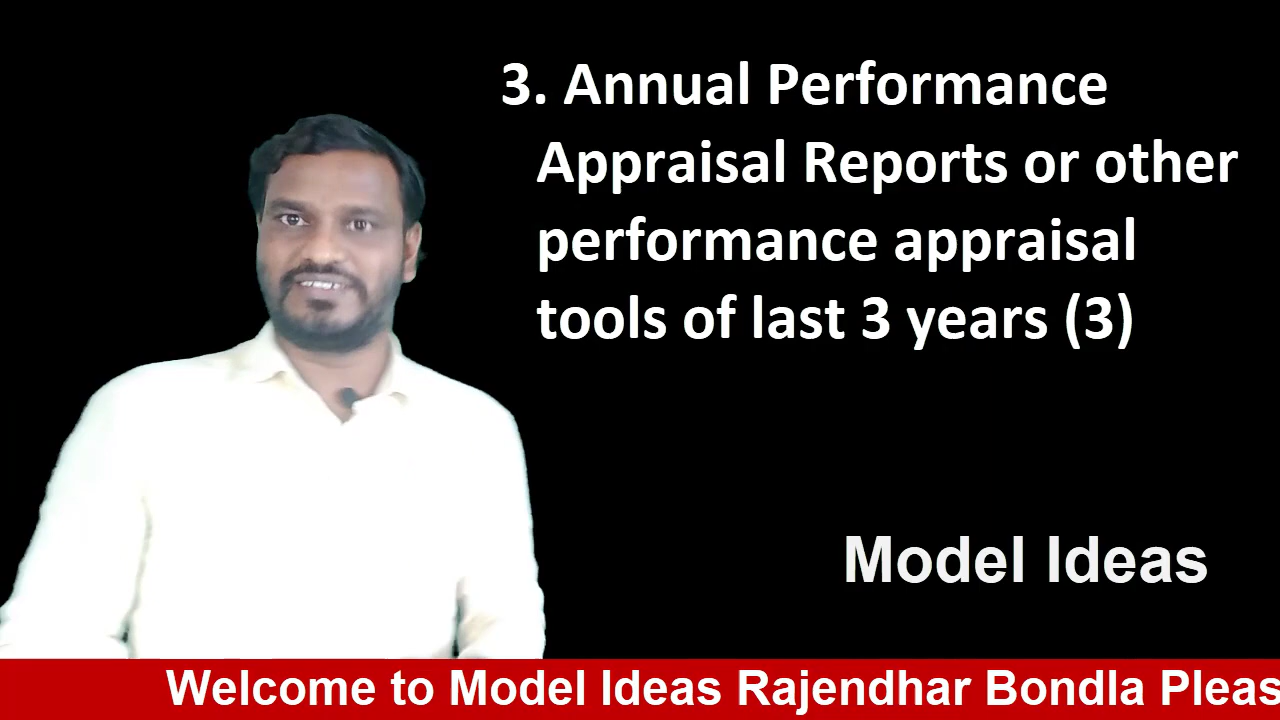 3. Annual Performance
Appraisal Reports or other
performance appraisal
tools of last 3 years (3)
Model Ideas
Welcome to Model Ideas Rajendhar Bondla Pleas